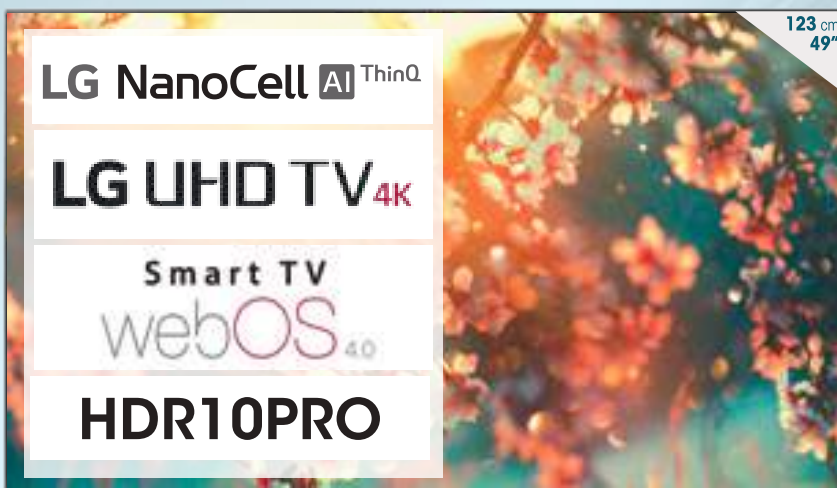 123 cm
49"
LG NanoCell AI ThinQ
LG UHD TV 4K
Smart TV
webOS 4.0
HDR10PRO